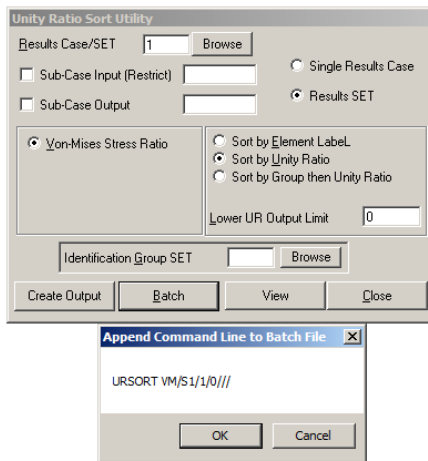 Unity Ratio Sort Utility
Results Case/SET 1 Browse
Sub-Case Input (Restrict)
Single Results Case
Sub-Case Output
Results SET
Von-Mises Stress Ratio
Sort by Element LabeL
Sort by Unity Ratio
Sort by Group then Unity Ratio
Lower UR Output Limit 0
Identification Group SET Browse
Create Output Batch View Close
Append Command Line to Batch File
URSORT VM/S1/1/0///
OK Cancel